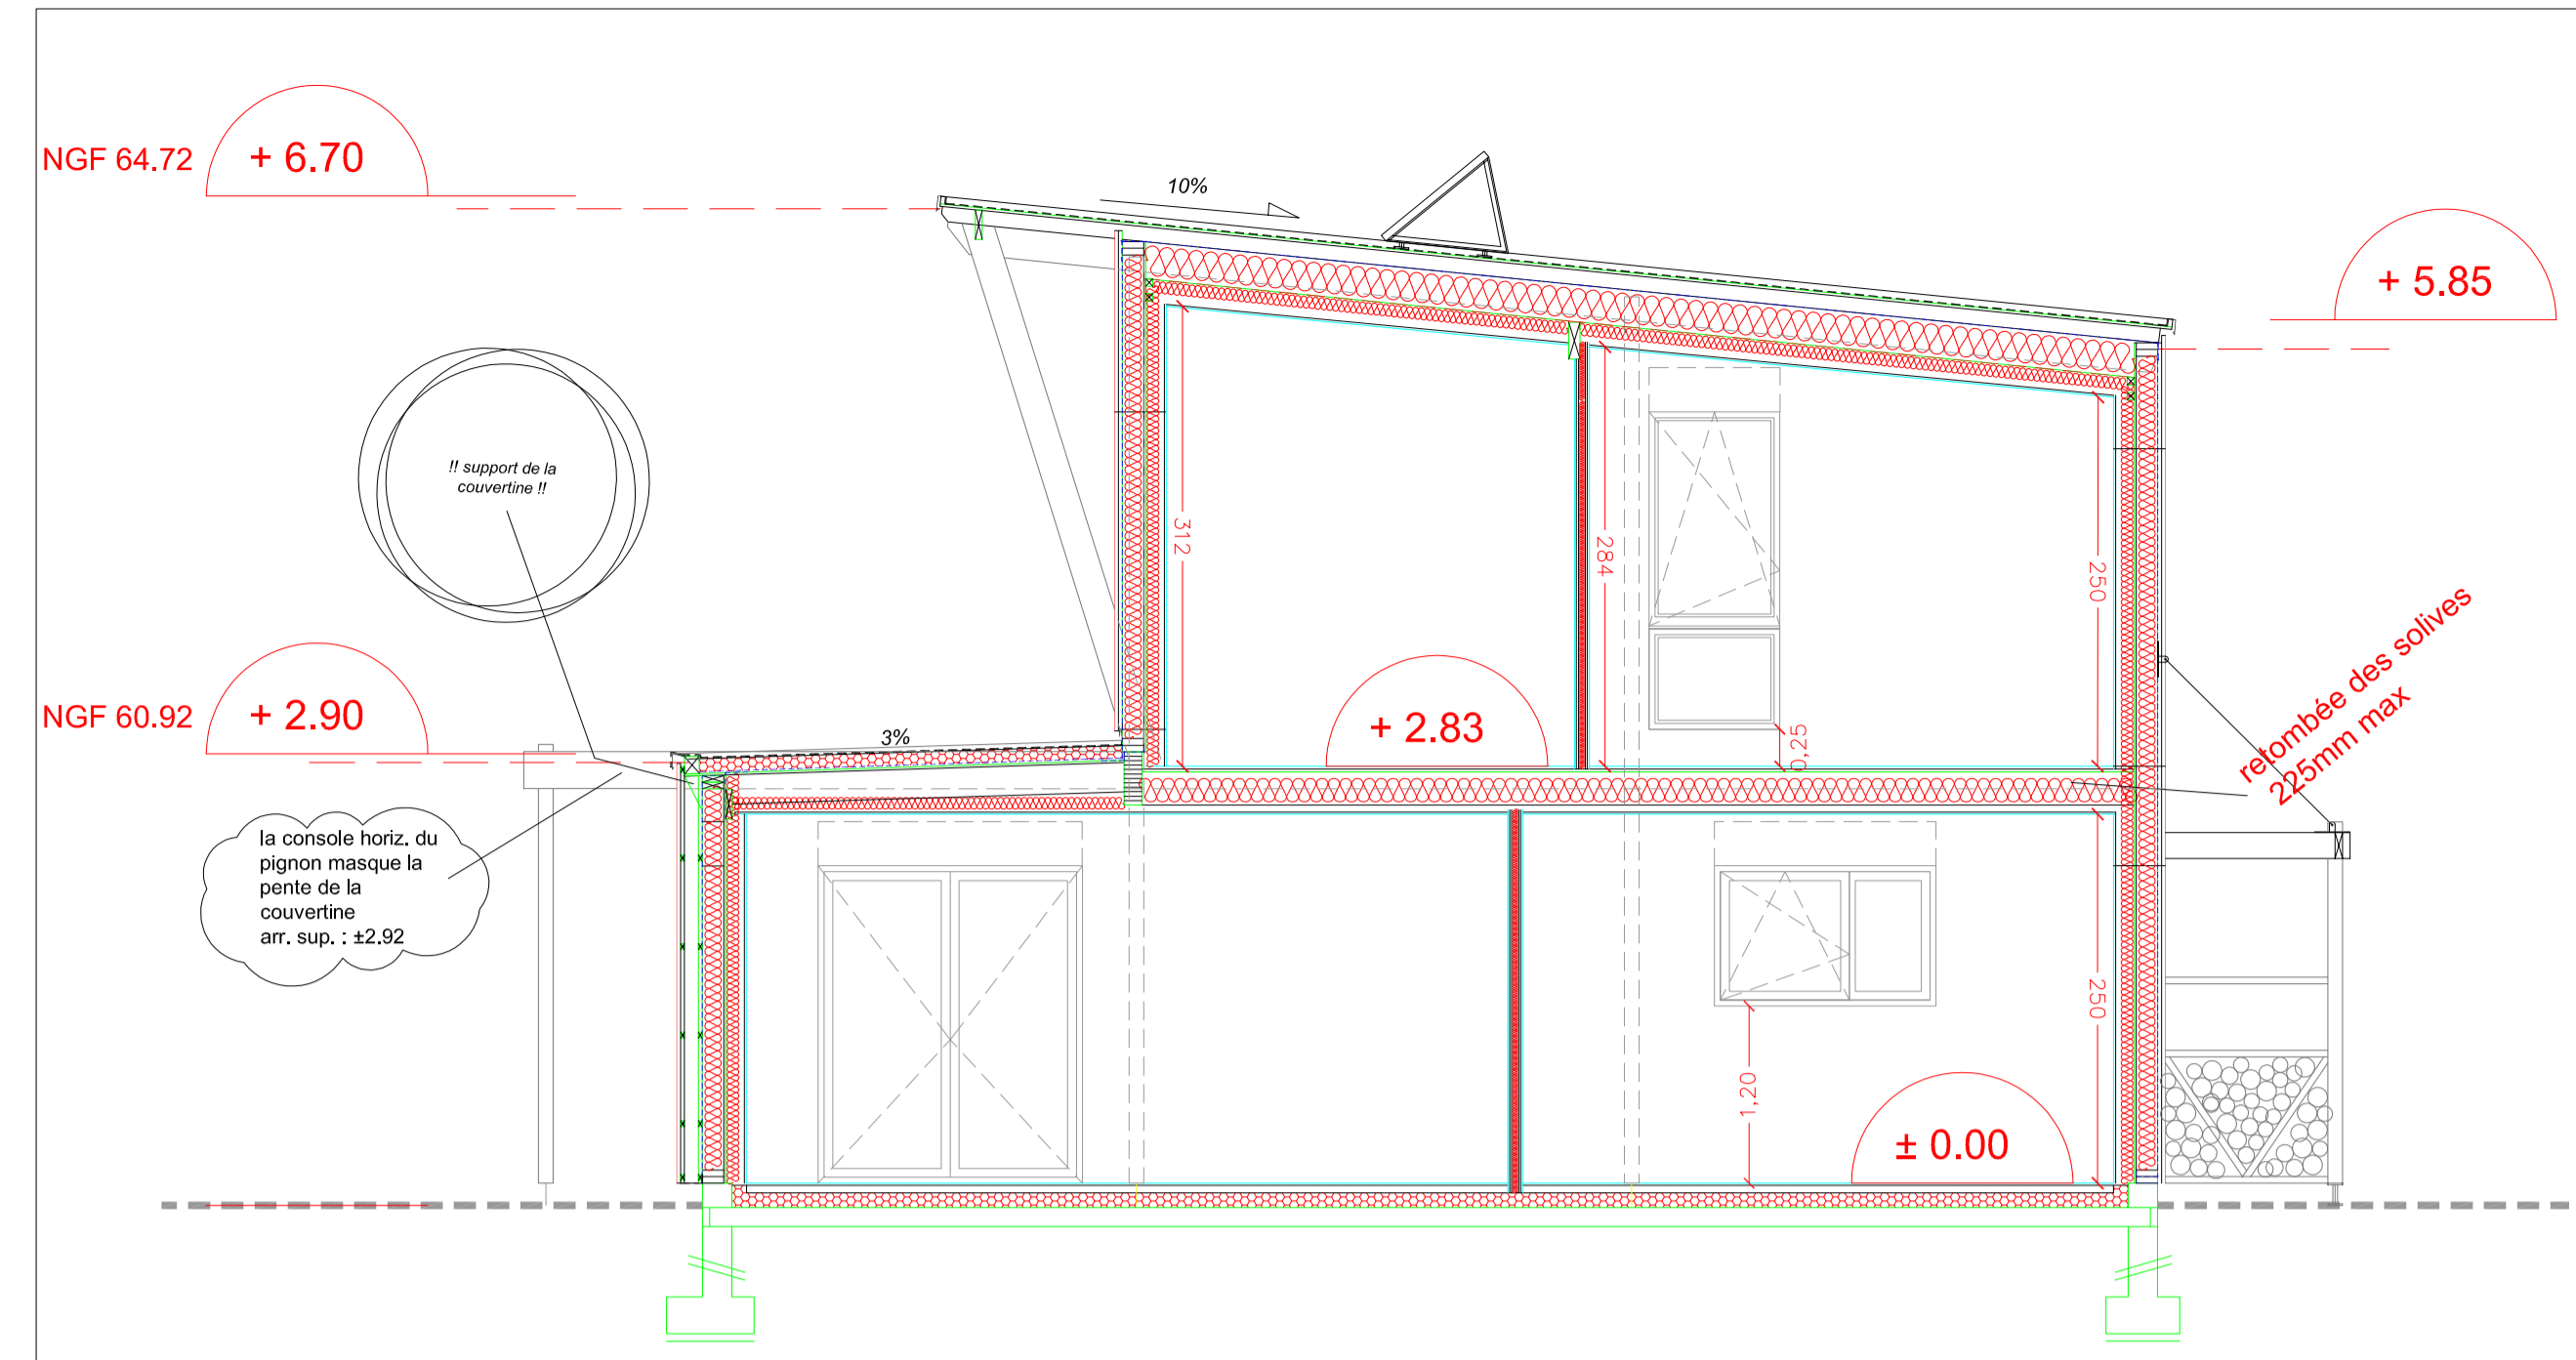 NGF 64.72
+ 6.70
10%
+ 5.85
!! support de la
couvertine !!
312
284
250
retombée des solives
225mm max
NGF 60.92
+ 2.90
3%
+ 2.83
0,25
la console horiz. du
pignon masque la
pente de la
couvertine
arr. sup. : ±2.92
250
1,20
± 0.00